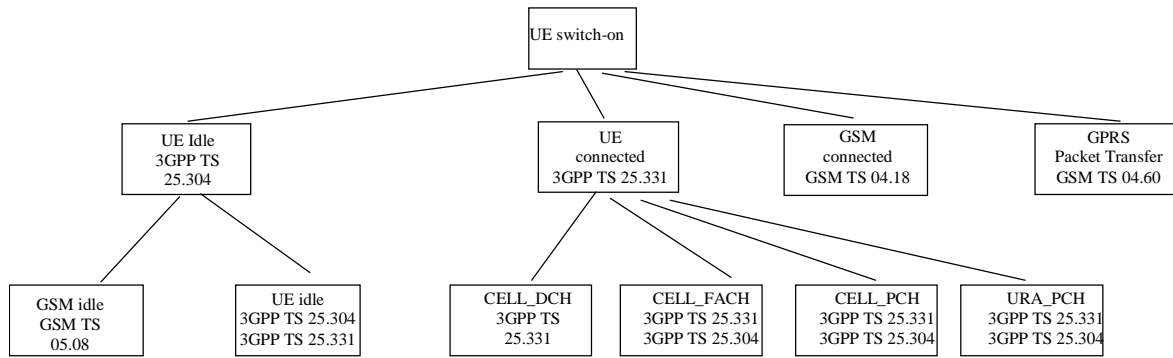 UE switch-on
UE Idle
3GPP TS
25.304
UE
connected
3GPP TS 25.331
GSM
connected
GSM TS 04.18
GPRS
Packet Transfer
GSM TS 04.60
GSM idle
GSM TS
05.08
UE idle
3GPP TS 25.304
3GPP TS 25.331
CELL_DCH
3GPP TS
25.331
CELL_FACH
3GPP TS 25.331
3GPP TS 25.304
CELL_PCH
3GPP TS 25.331
3GPP TS 25.304
URA_PCH
3GPP TS 25.331
3GPP TS 25.304